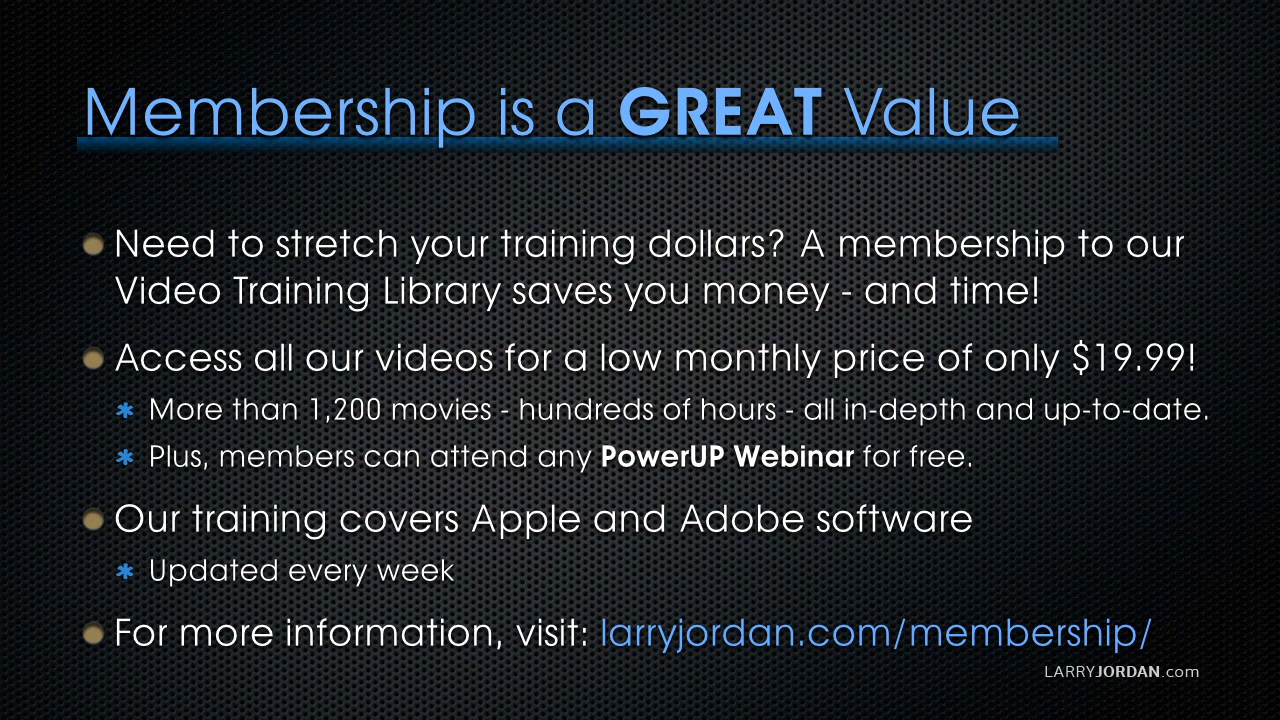 Membership is a GREAT Value
Need to stretch your training dollars? A membership to our
Video Training Library saves you money - and time!
Access all our videos for a low monthly price of only $19.99!
More than 1,200 movies - hundreds of hours - all in-depth and up-to-date.
Plus, members can attend any PowerUP Webinar for free.
Our training covers Apple and Adobe software
Updated every week
For more information, visit: larryjordan.com/membership/
LARRYJORDAN.com